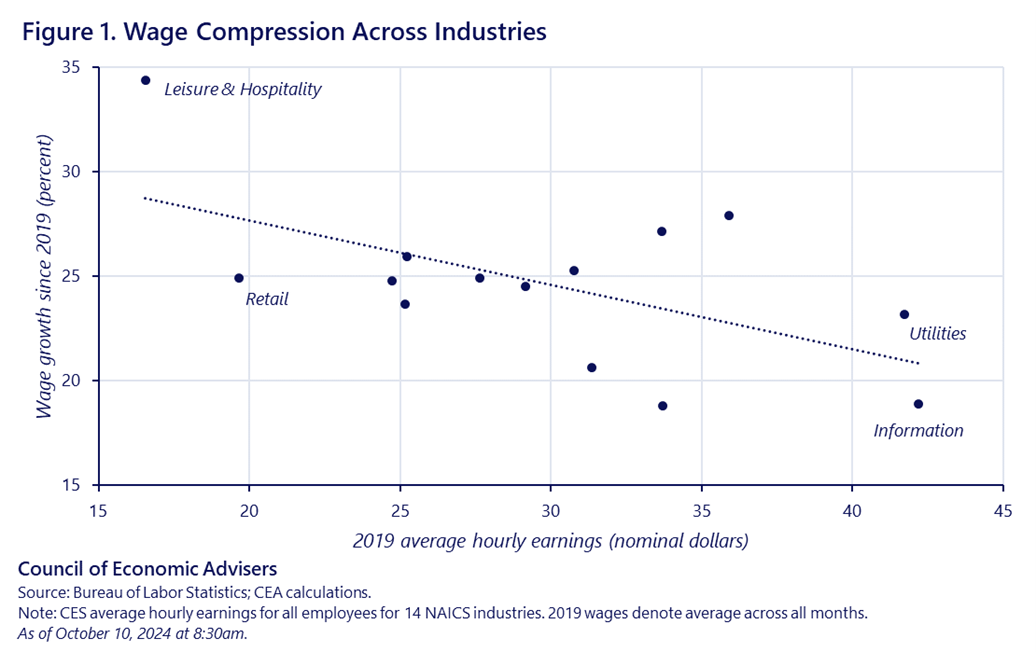 Figure 1. Wage Compression Across Industries
Wage growth since 2019 (percent)
35
30
25
20
15
Leisure & Hospitality
Retail
Utilities
Information
15 20 25 30 35 40 45
2019 average hourly earnings (nominal dollars)
Council of Economic Advisers
Source: Bureau of Labor Statistics; CEA calculations.
Note: CES average hourly earnings for all employees for 14 NAICS industries. 2019 wages denote average across all months.
As of October 10, 2024 at 8:30am.